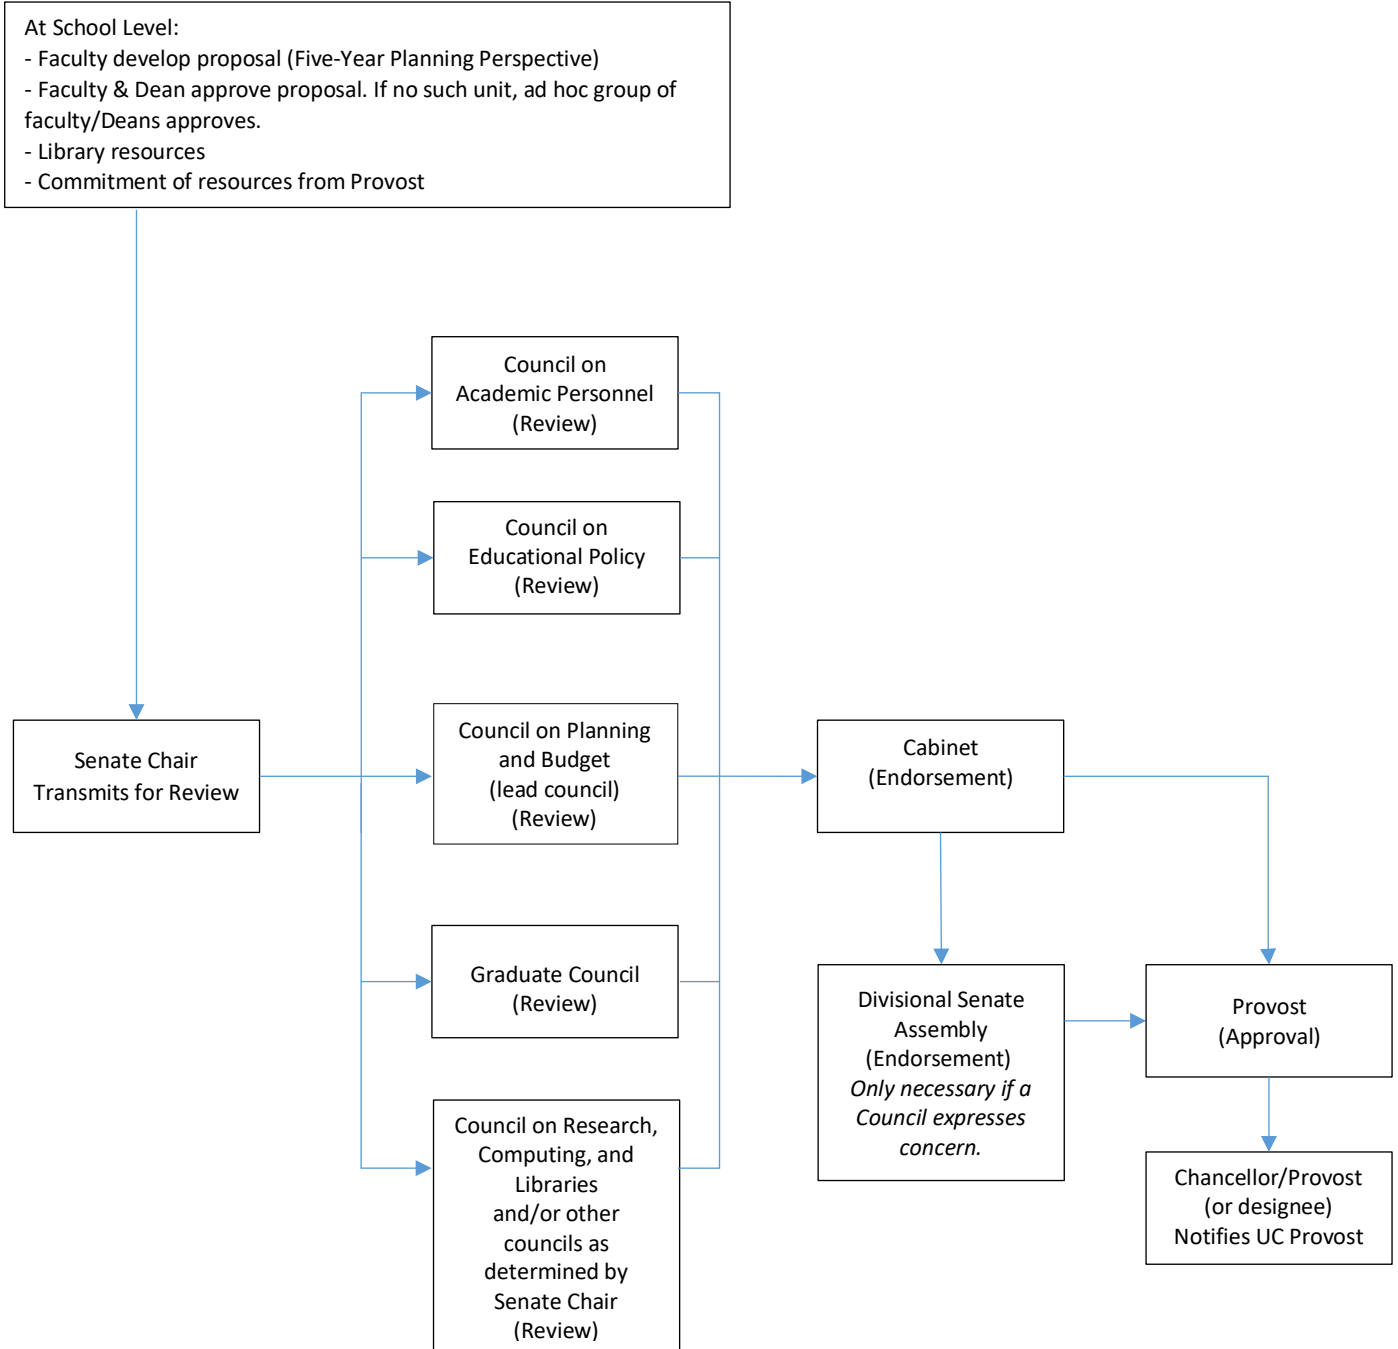 At School Level:
- Faculty develop proposal (Five-Year Planning Perspective)
- Faculty & Dean approve proposal. If no such unit, ad hoc group of
faculty/Deans approves.
- Library resources
- Commitment of resources from Provost
Senate Chair
Transmits for Review
Council on
Academic Personnel
(Review)
Council on
Educational Policy
(Review)
Council on Planning
and Budget
(lead council)
(Review)
Graduate Council
(Review)
Council on Research,
Computing, and
Libraries
and/or other
councils as
determined by
Senate Chair
(Review)
Cabinet
(Endorsement)
Divisional Senate
Assembly
(Endorsement)
Only necessary if a
Council expresses
concern.
Provost
(Approval)
Chancellor/Provost
(or designee)
Notifies UC Provost